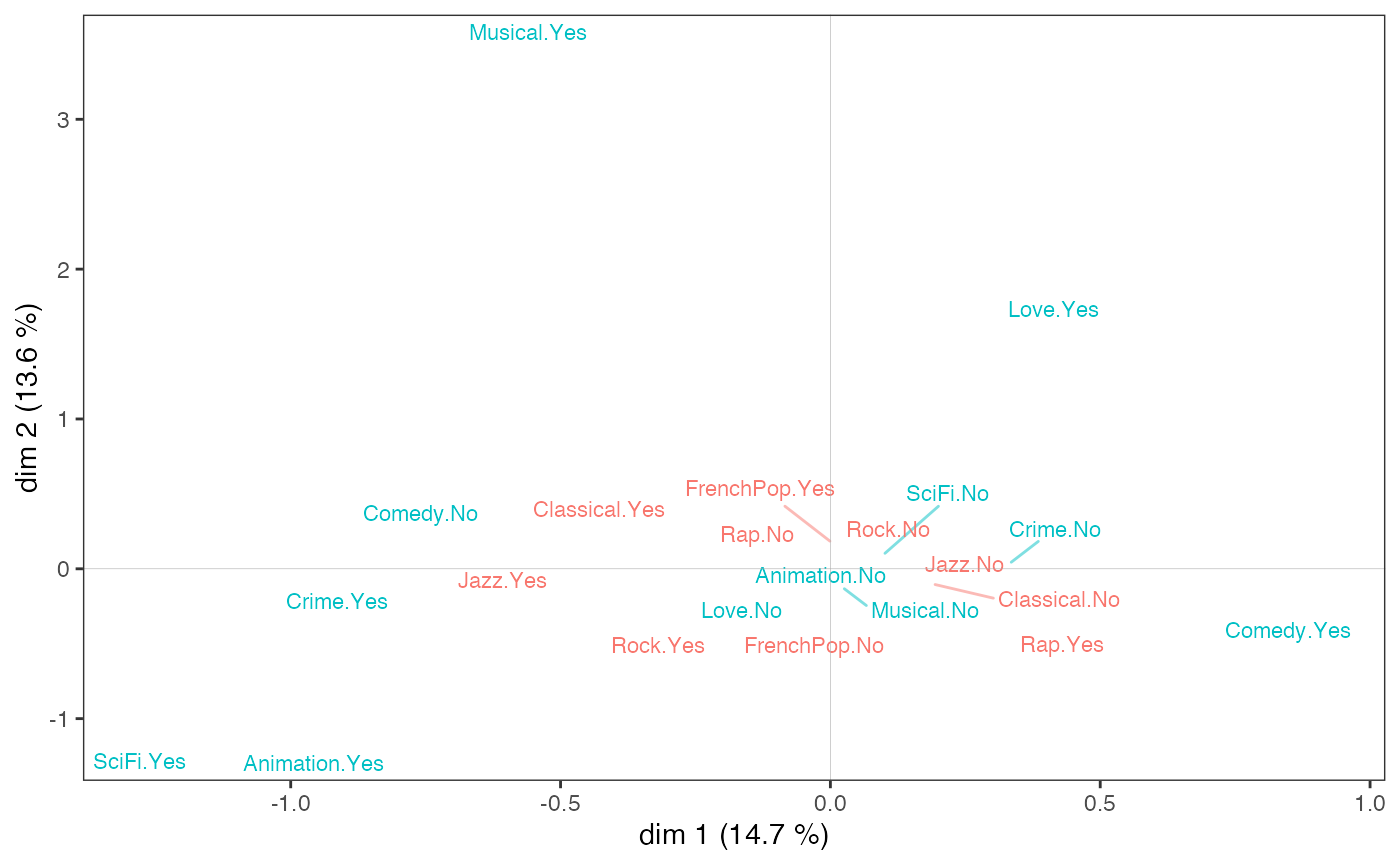 Musical.Yes
3
2
Love.Yes
dim 2 (13.6 %)
1
FrenchPop.Yes
SciFi.No
Comedy.No
Classical.Yes
Rap.No
Rock.No
Crime.No
0
Jazz.Yes
Animation.No
Jazz.No
Crime.Yes
Love.No
Musical.No
Classical.No
Rock.Yes
FrenchPop.No
Rap.Yes
Comedy.Yes
-1
SciFi.Yes
Animation.Yes
-1.0
-0.5
0.0
0.5
1.0
dim 1 (14.7 %)